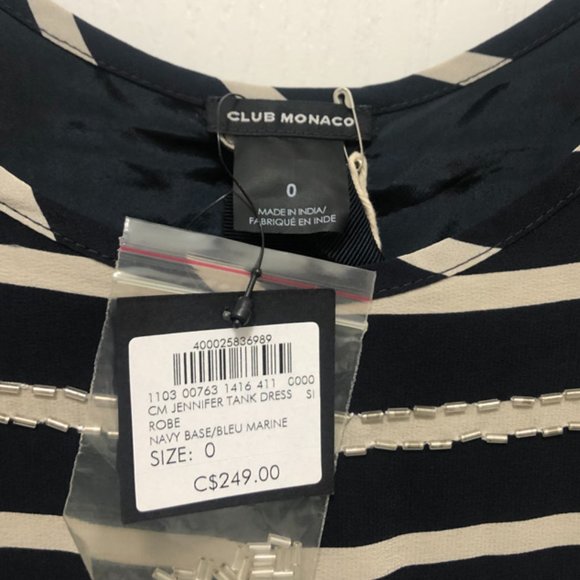 CLUB MONACO
0
MADE IN INDIA/
FABRIQUÉ EN INDE
400025836989
1103 00763 1416 411 0000
CM JENNIFER TANK DRESS SI
ROBE
NAVY BASE/BLEU MARINE
SIZE: 0
C$249.00